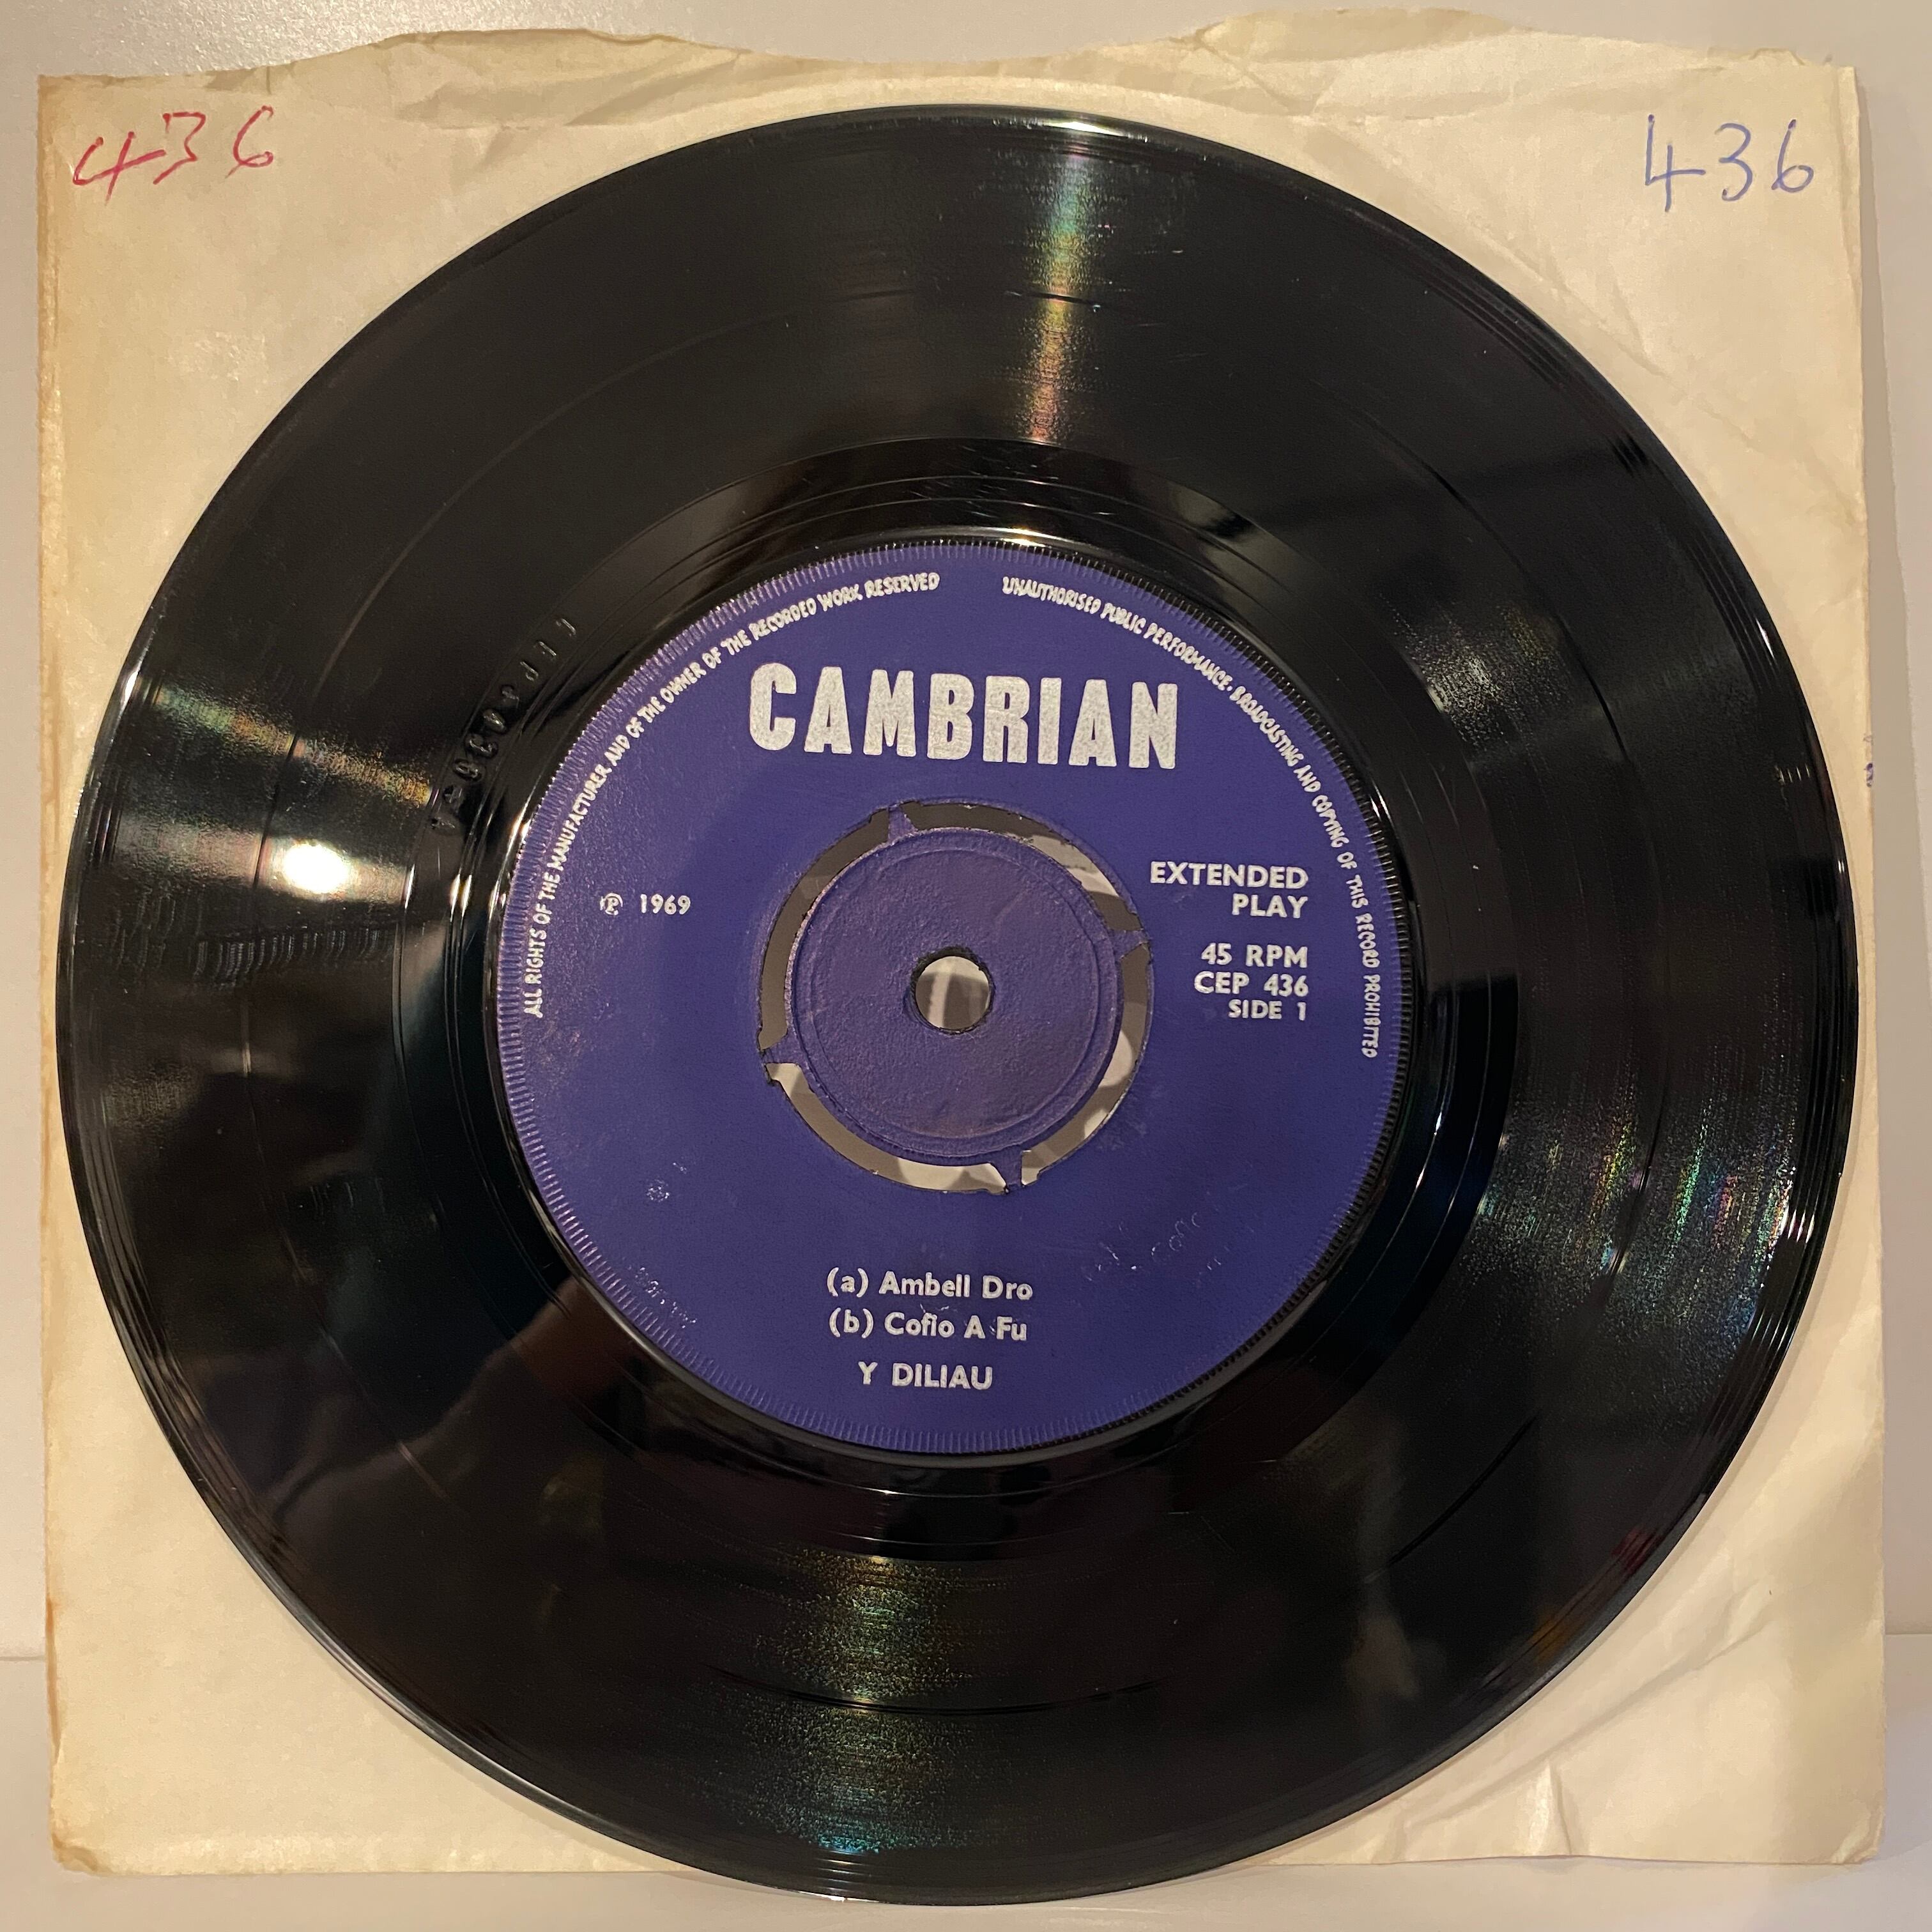 436
436
ALL RIGHTS OF THE MANUFACTURER AND OF THE OWNER OF THE RECORDED WORK RESERVED
UNAUTHORISED PUBLIC PERFORMANCE · BROADCASTING AND COPYING OF THIS RECORD PROHIBITED
CAMBRIAN
℗ 1969
EXTENDED
PLAY
45 RPM
CEP 436
SIDE 1
(a) Ambell Dro
(b) Cofio A Fu
Y DILIAU